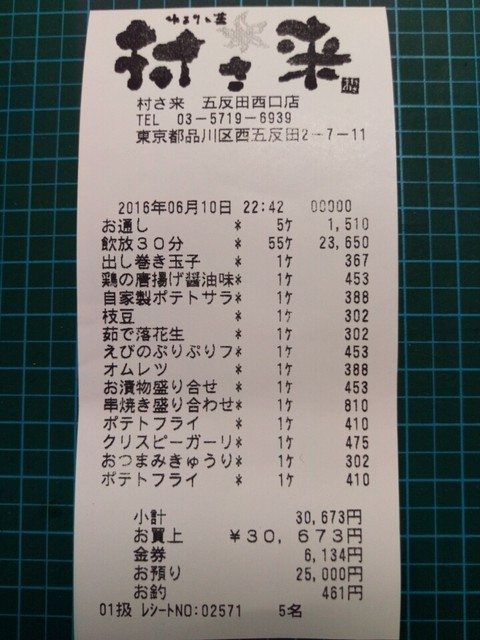 村さ来
村さ来 五反田西口店
TEL 03-5719-6939
東京都品川区西五反田2-7-11
2016年06月10日 22:42 00000
お通し * 5ケ 1,510
飲放30分 * 55ケ 23,650
出し巻き玉子 * 1ケ 367
鶏の唐揚げ醤油味* 1ケ 453
自家製ポテトサラ* 1ケ 388
枝豆 * 1ケ 302
茹で落花生 * 1ケ 302
えびのぷりぷりフ* 1ケ 453
オムレツ * 1ケ 388
お漬物盛り合せ * 1ケ 453
串焼き盛り合わせ* 1ケ 810
ポテトフライ * 1ケ 410
クリスピーガーリ* 1ケ 475
おつまみきゅうり* 1ケ 302
ポテトフライ * 1ケ 410
小計 30,673円
お買上 ¥30,673円
金券 6,134円
お預り 25,000円
お釣 461円
01扱 レシートNO:02571 5名